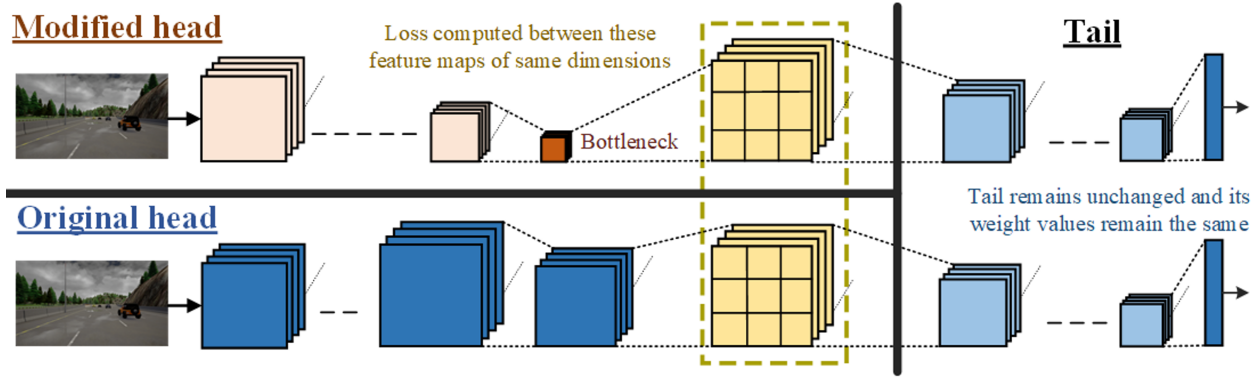 Modified head
Loss computed between these
feature maps of same dimensions
Tail
Bottleneck
Original head
Tail remains unchanged and its
weight values remain the same